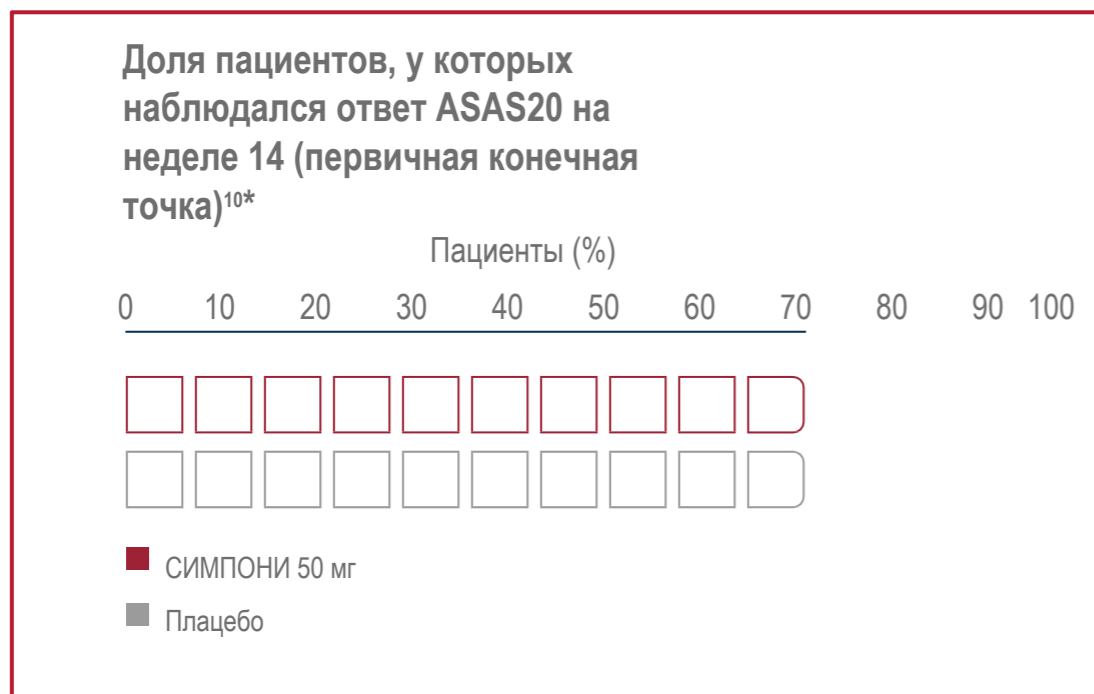 Доля пациентов, у которых
наблюдался ответ ASAS20 на
неделе 14 (первичная конечная
точка)¹⁰*
Пациенты (%)
0 10 20 30 40 50 60 70 80 90 100
СИМПОНИ 50 мг
Плацебо